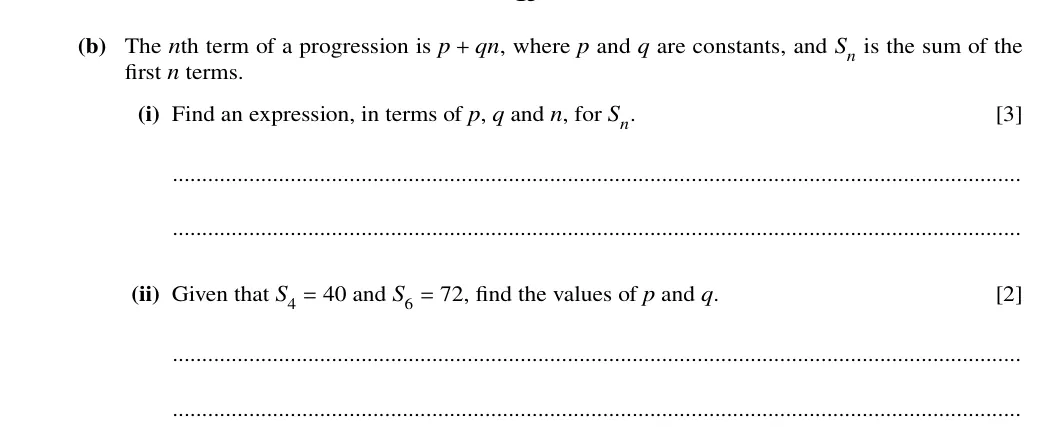 (b) The nth term of a progression is p + qn, where p and q are constants, and Sₙ is the sum of the
first n terms.
(i) Find an expression, in terms of p, q and n, for Sₙ. [3]
(ii) Given that S₄ = 40 and S₆ = 72, find the values of p and q. [2]